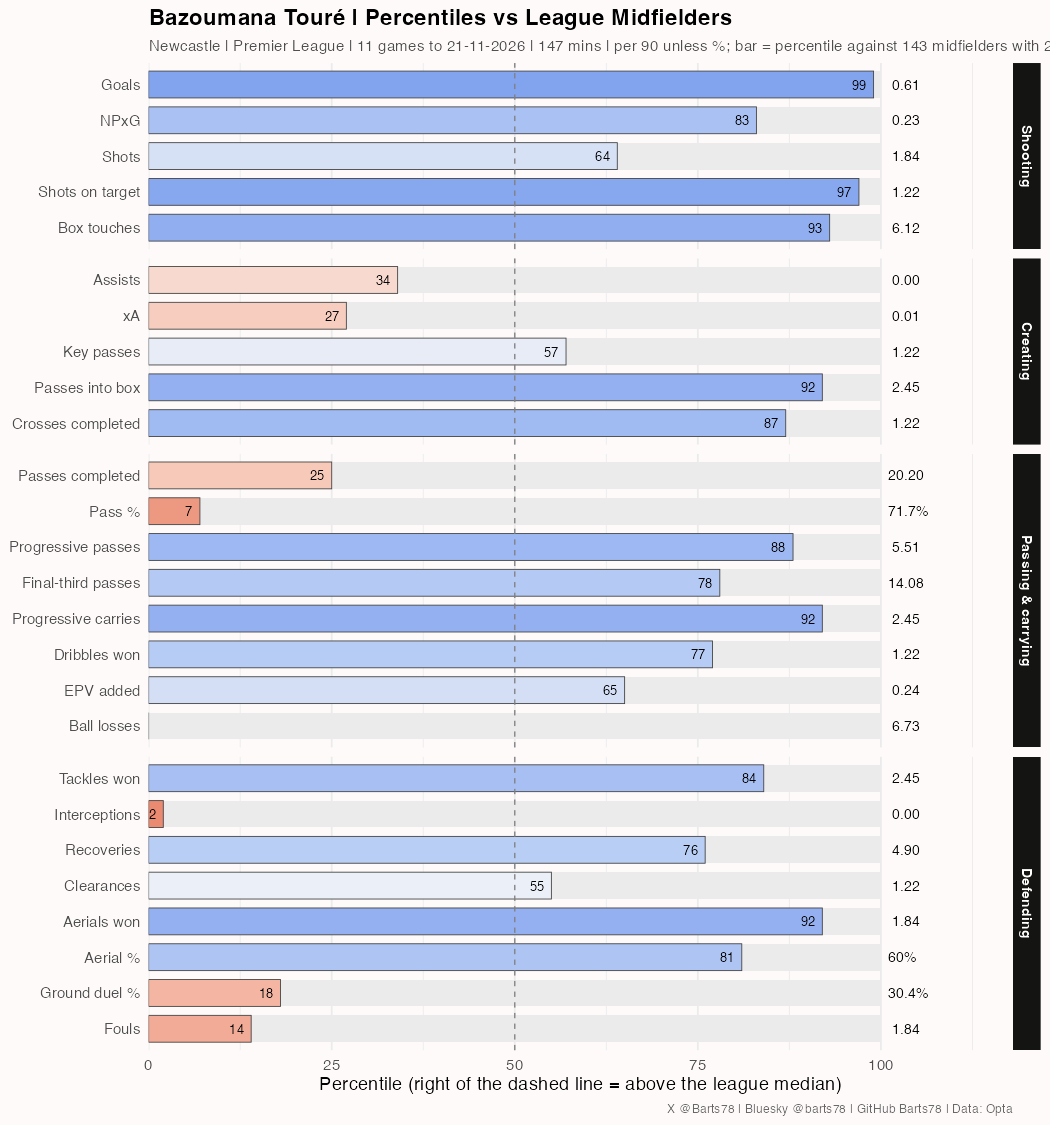 Bazoumana Touré | Percentiles vs League Midfielders
Newcastle | Premier League | 11 games to 21-11-2026 | 147 mins | per 90 unless %; bar = percentile against 143 midfielders with 2
Shooting
Goals 99 0.61
NPxG 83 0.23
Shots 64 1.84
Shots on target 97 1.22
Box touches 93 6.12
Creating
Assists 34 0.00
xA 27 0.01
Key passes 57 1.22
Passes into box 92 2.45
Crosses completed 87 1.22
Passing & carrying
Passes completed 25 20.20
Pass % 7 71.7%
Progressive passes 88 5.51
Final-third passes 78 14.08
Progressive carries 92 2.45
Dribbles won 77 1.22
EPV added 65 0.24
Ball losses 6.73
Defending
Tackles won 84 2.45
Interceptions 2 0.00
Recoveries 76 4.90
Clearances 55 1.22
Aerials won 92 1.84
Aerial % 81 60%
Ground duel % 18 30.4%
Fouls 14 1.84
0 25 50 75 100
Percentile (right of the dashed line = above the league median)
X @Barts78 | Bluesky @barts78 | GitHub Barts78 | Data: Opta